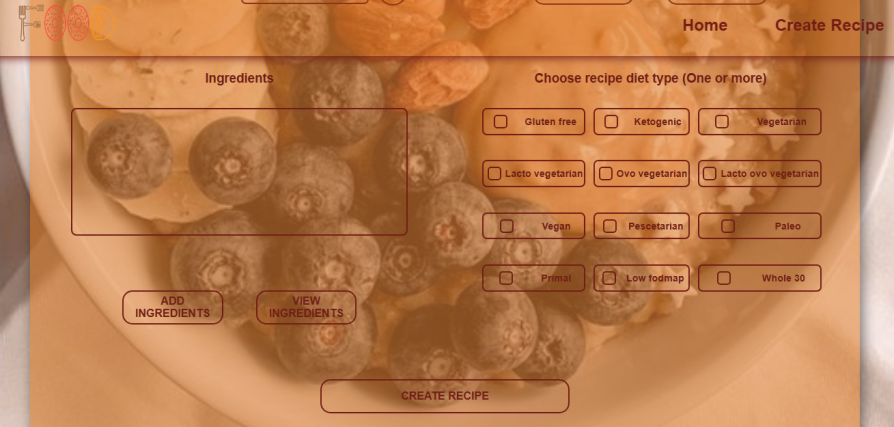 FOOD
Home
Create Recipe
Ingredients
Choose recipe diet type (One or more)
Gluten free
Ketogenic
Vegetarian
Lacto vegetarian
Ovo vegetarian
Lacto ovo vegetarian
Vegan
Pescetarian
Paleo
Primal
Low fodmap
Whole 30
ADD
INGREDIENTS
VIEW
INGREDIENTS
CREATE RECIPE